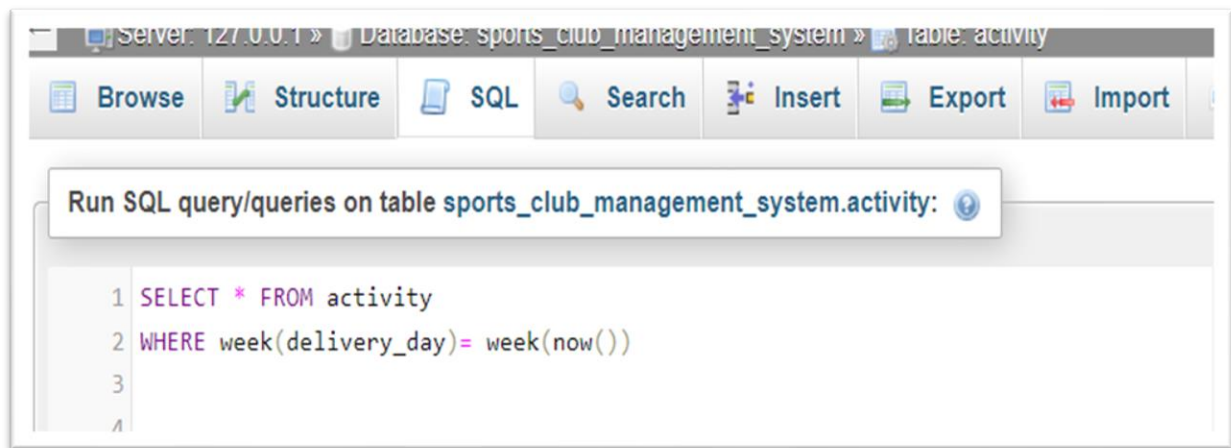 Server: 127.0.0.1 » Database: sports_club_management_system » Table: activity
Browse Structure SQL Search Insert Export Import
Run SQL query/queries on table sports_club_management_system.activity:
1 SELECT * FROM activity
2 WHERE week(delivery_day)= week(now())
3
4